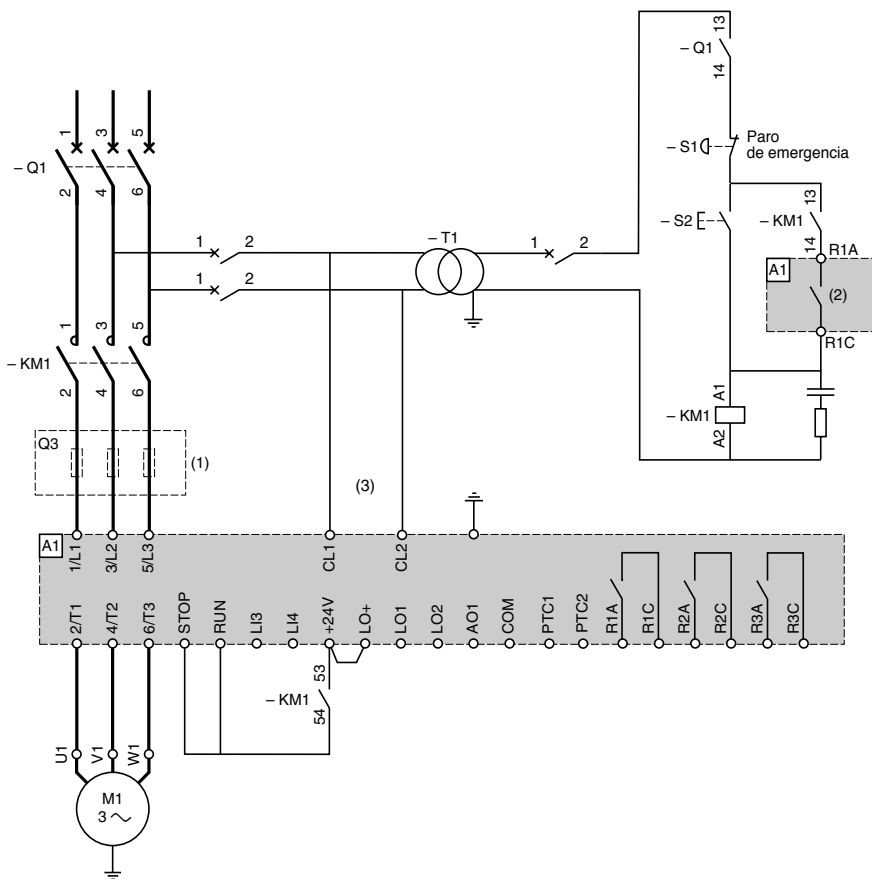 13
– Q1
14
– S1
Paro
de emergencia
– S2
13
– KM1
14
R1A
A1
(2)
R1C
A1
– KM1
A2
1
3
5
– Q1
2
4
6
1
2
– T1
1
2
1
2
1
3
5
– KM1
2
4
6
Q3
(1)
(3)
A1
1/L1
3/L2
5/L3
CL1
CL2
2/T1
4/T2
6/T3
STOP
RUN
LI3
LI4
+24V
LO+
LO1
LO2
AO1
COM
PTC1
PTC2
R1A
R1C
R2A
R2C
R3A
R3C
53
– KM1
54
U1
V1
W1
M1
3